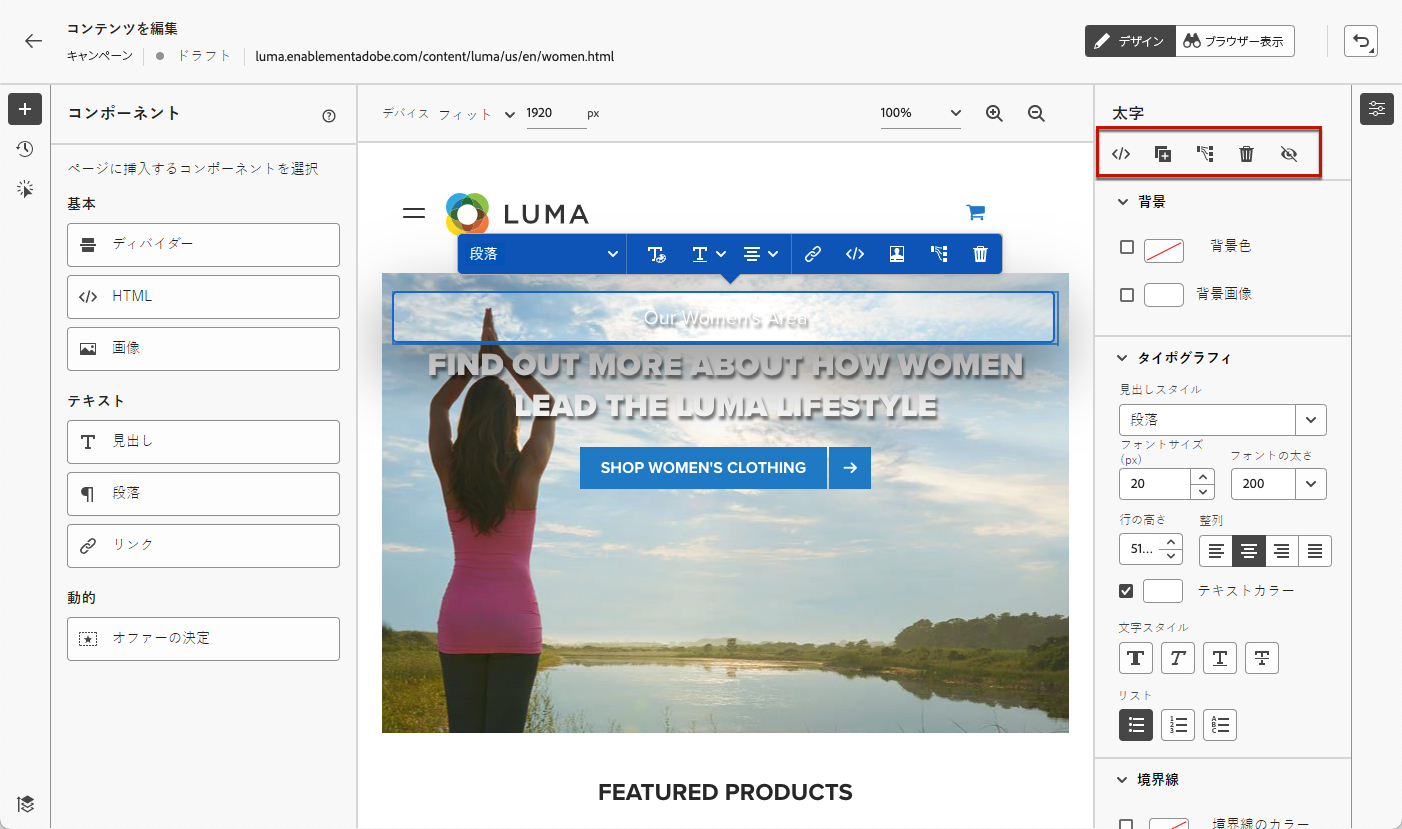 コンテンツを編集
キャンペーン
ドラフト
luma.enablementadobe.com/content/luma/us/en/women.html
デザイン
ブラウザー表示
コンポーネント
ページに挿入するコンポーネントを選択
基本
ディバイダー
HTML
画像
テキスト
見出し
段落
リンク
動的
オファーの決定
デバイス フィット 1920 px
100%
LUMA
段落
Our Women's Area
FIND OUT MORE ABOUT HOW WOMEN
LEAD THE LUMA LIFESTYLE
SHOP WOMEN'S CLOTHING
FEATURED PRODUCTS
太字
背景
背景色
背景画像
タイポグラフィ
見出しスタイル
段落
フォントサイズ
(px)
フォントの太さ
20
200
行の高さ
整列
51...
テキストカラー
文字スタイル
リスト
境界線
境界線のカラー